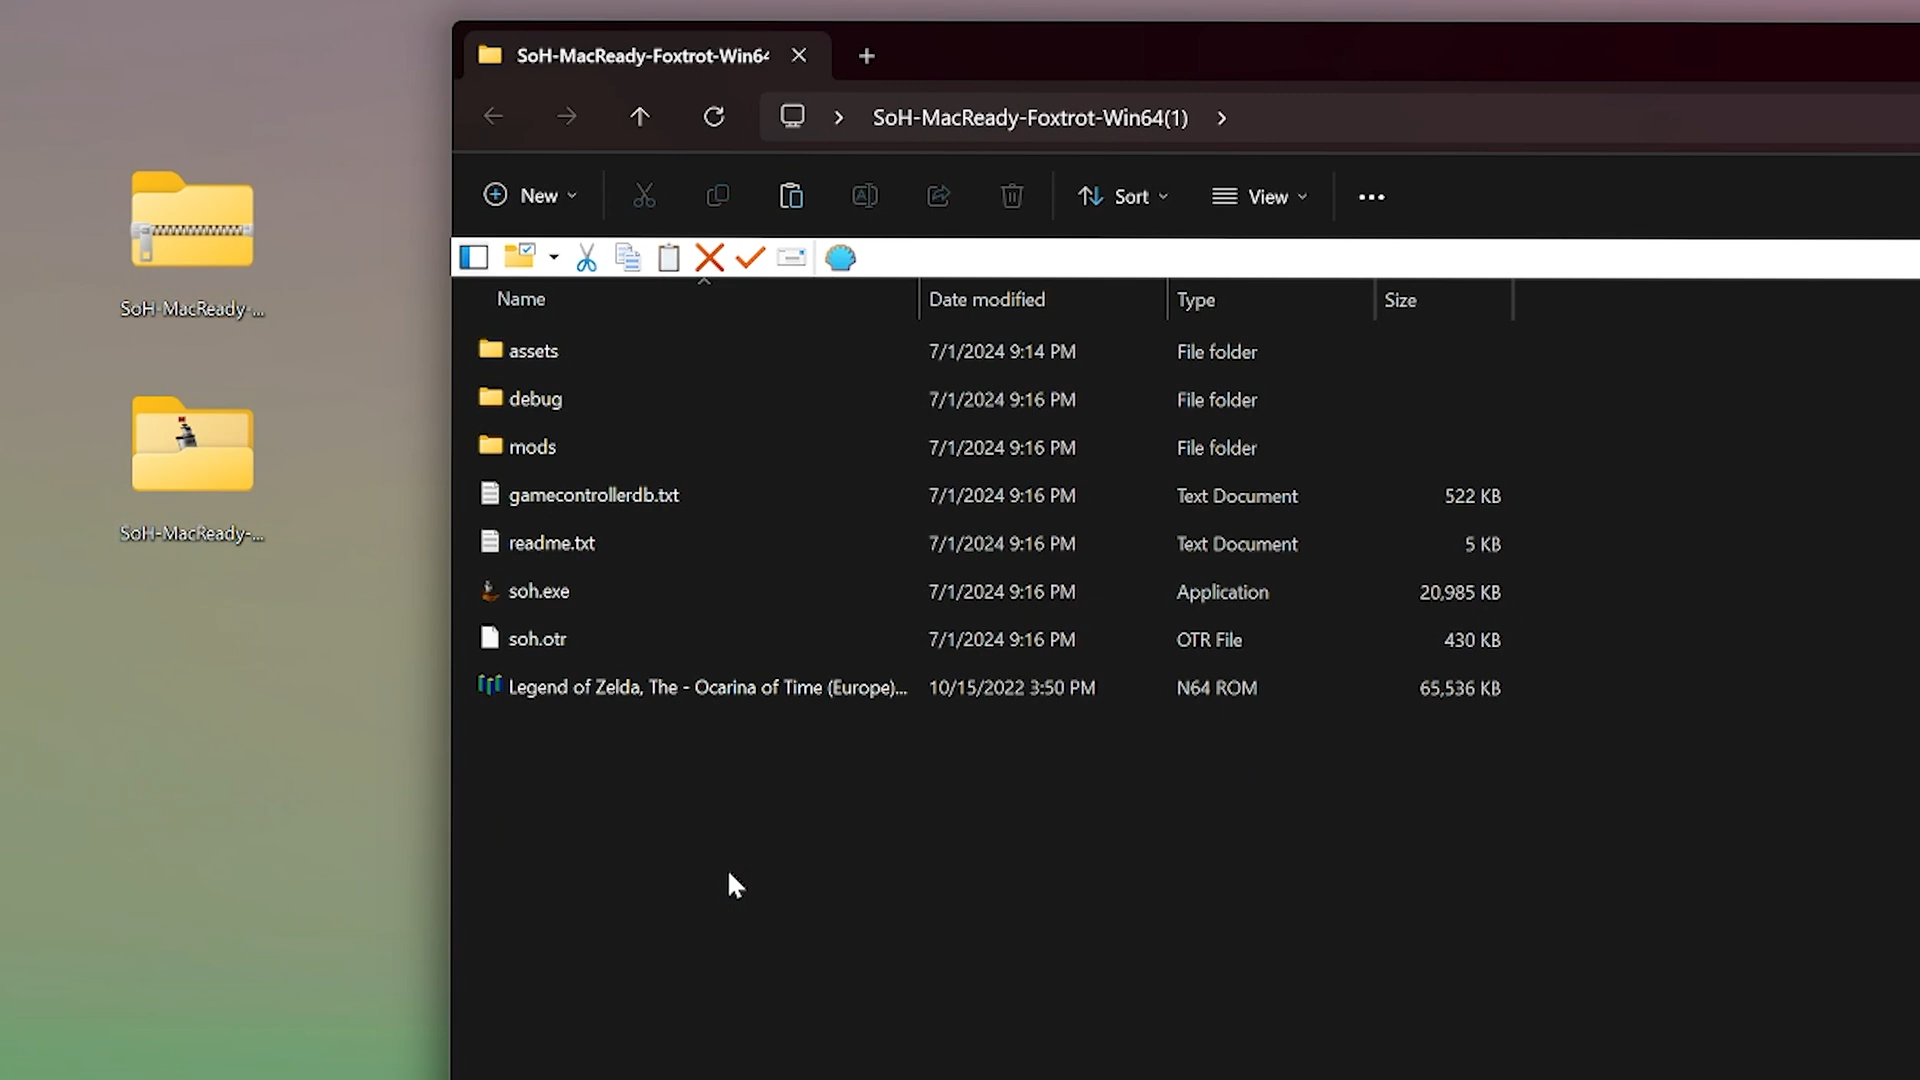 SoH-MacReady-Foxtrot-Win64
SoH-MacReady-Foxtrot-Win64(1)
New
Sort
View
SoH-MacReady-...
SoH-MacReady-...
Name Date modified Type Size
assets 7/1/2024 9:14 PM File folder
debug 7/1/2024 9:16 PM File folder
mods 7/1/2024 9:16 PM File folder
gamecontrollerdb.txt 7/1/2024 9:16 PM Text Document 522 KB
readme.txt 7/1/2024 9:16 PM Text Document 5 KB
soh.exe 7/1/2024 9:16 PM Application 20,985 KB
soh.otr 7/1/2024 9:16 PM OTR File 430 KB
Legend of Zelda, The - Ocarina of Time (Europe)... 10/15/2022 3:50 PM N64 ROM 65,536 KB